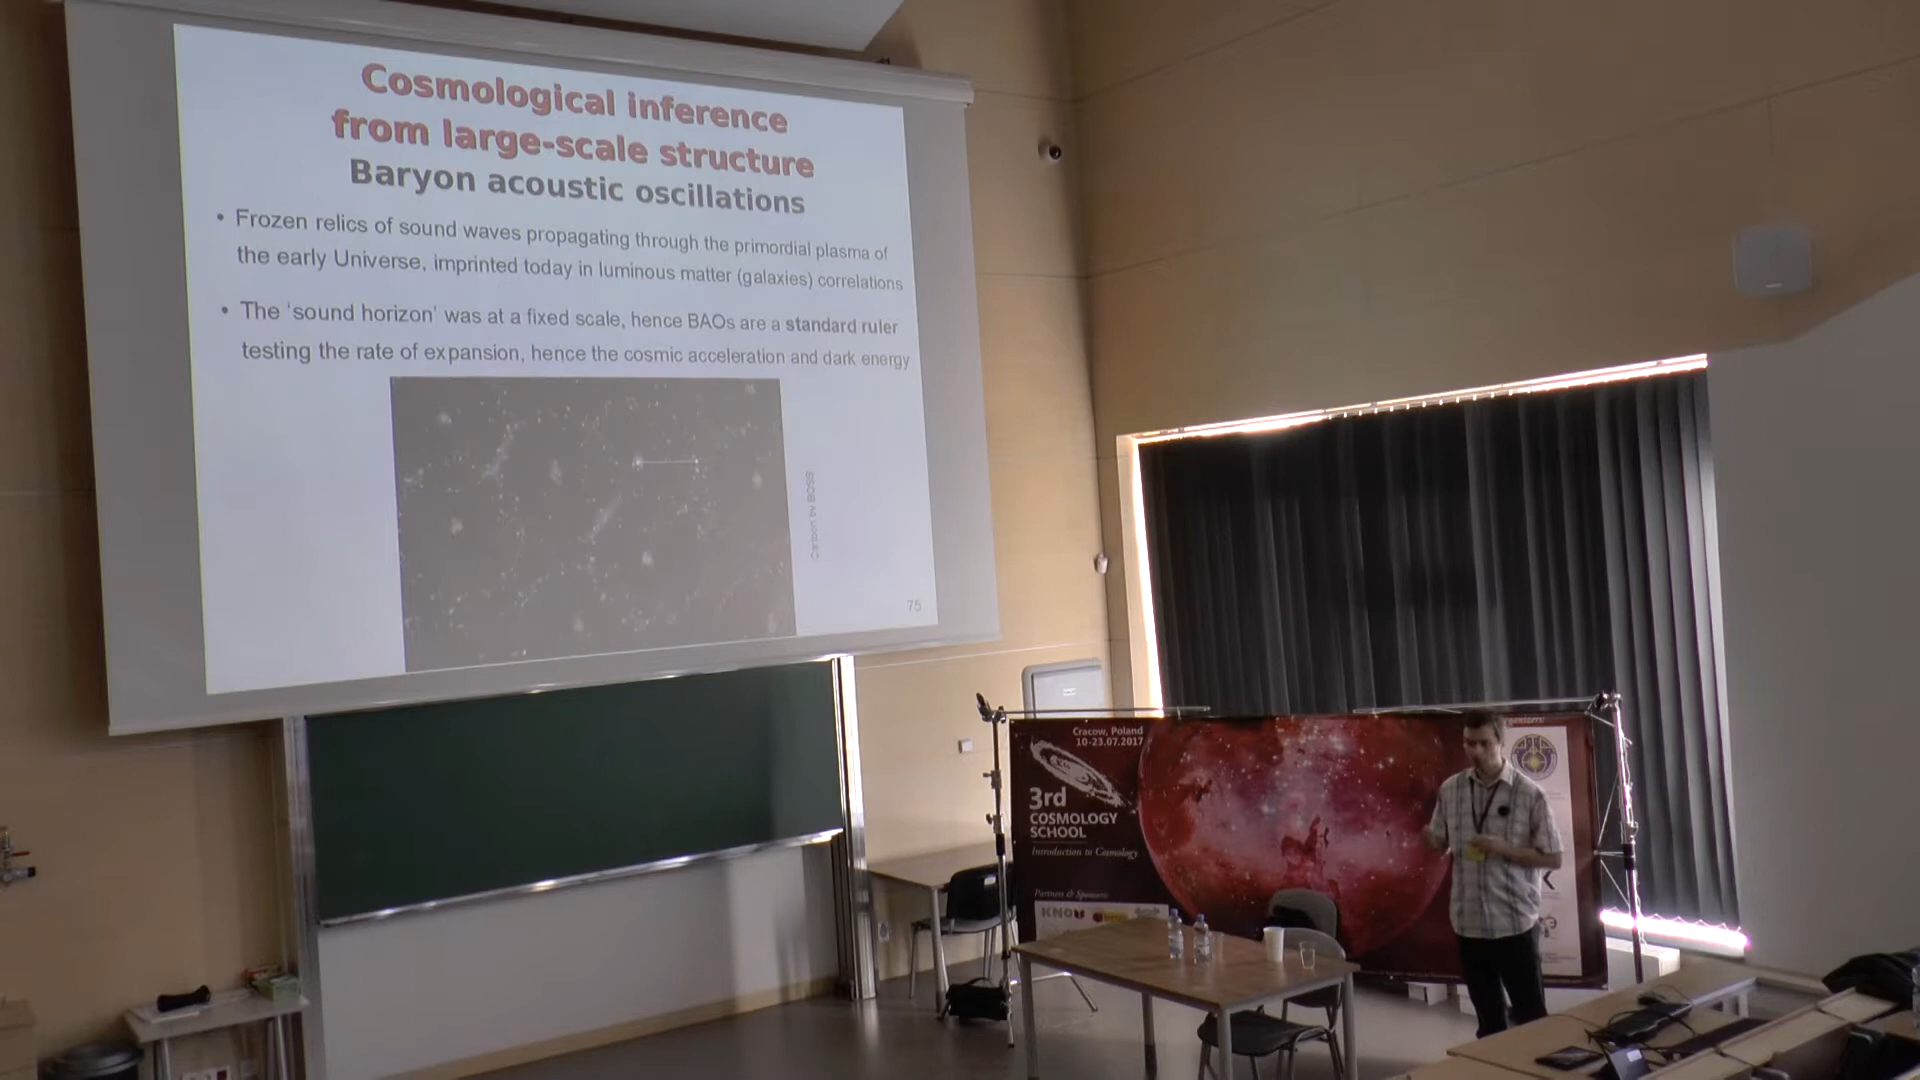 Cosmological inference
from large-scale structure
Baryon acoustic oscillations
• Frozen relics of sound waves propagating through the primordial plasma of
the early Universe, imprinted today in luminous matter (galaxies) correlations
• The ‘sound horizon’ was at a fixed scale, hence BAOs are a standard ruler
testing the rate of expansion, hence the cosmic acceleration and dark energy
Cartoon by BOSS
75
Cracow, Poland
10-23.07.2017
3rd
COSMOLOGY
SCHOOL
Introduction to Cosmology
Partners & Sponsors: